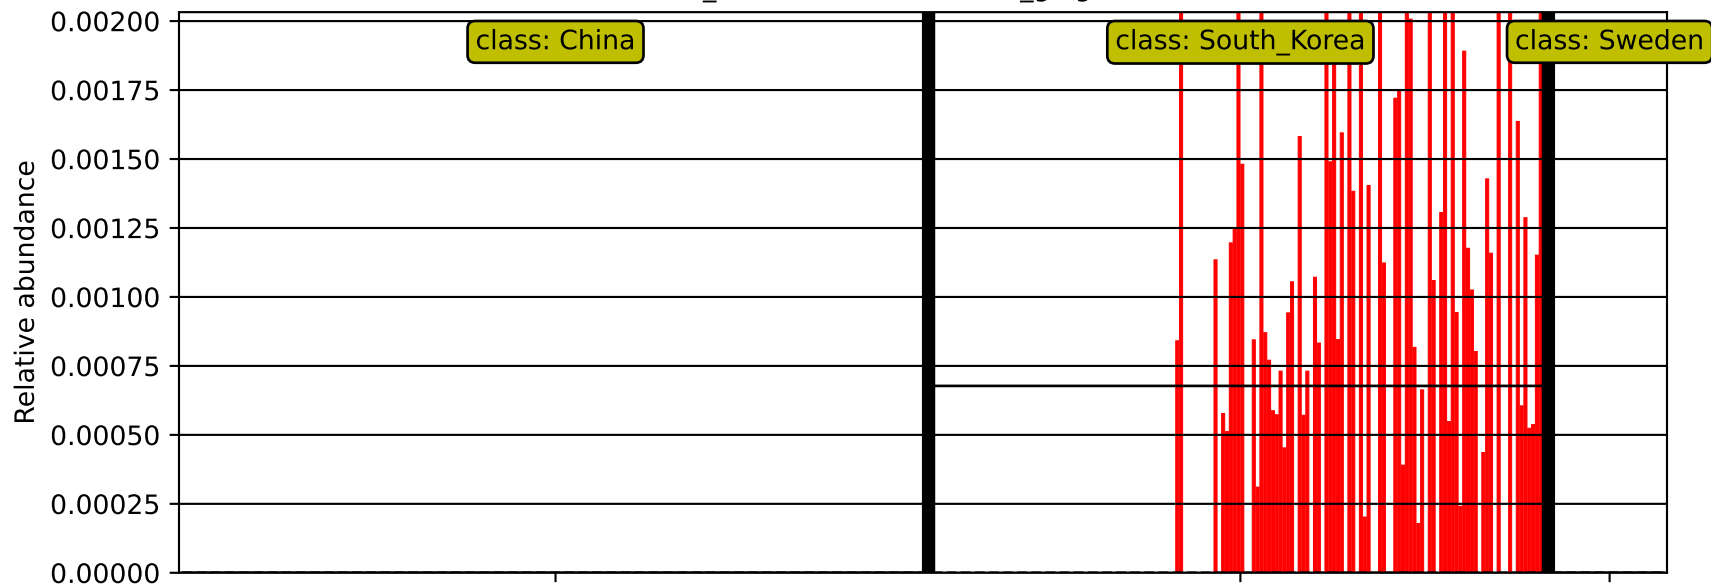 0.00200
class: China
class: South_Korea
class: Sweden
0.00175
0.00150
0.00125
0.00100
0.00075
0.00050
0.00025
0.00000
Relative abundance